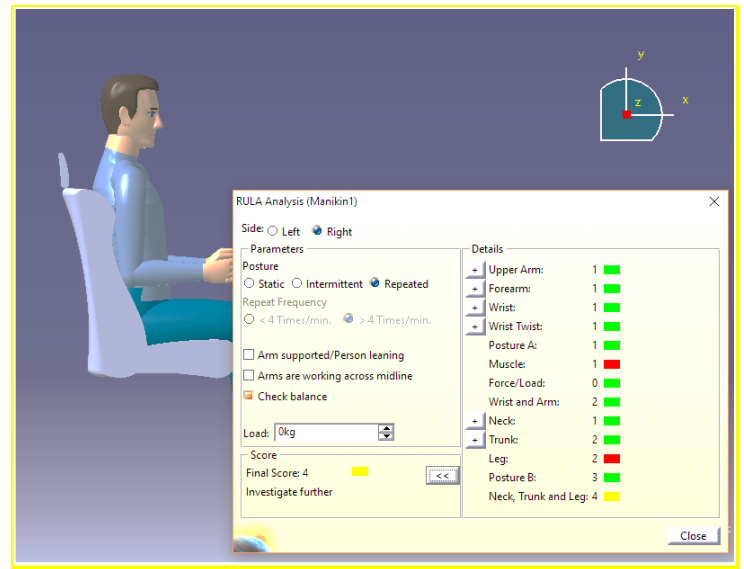 y
z
x
RULA Analysis (Manikin1)
Side: Left Right
Parameters
Posture
Static Intermittent Repeated
Repeat Frequency
< 4 Times/min. > 4 Times/min.
Arm supported/Person leaning
Arms are working across midline
Check balance
Load: 0kg
Score
Final Score: 4
<<
Investigate further
Details
+ Upper Arm: 1
+ Forearm: 1
+ Wrist: 1
+ Wrist Twist: 1
Posture A: 1
Muscle: 1
Force/Load: 0
Wrist and Arm: 2
+ Neck: 1
+ Trunk: 2
Leg: 2
Posture B: 3
Neck, Trunk and Leg: 4
Close